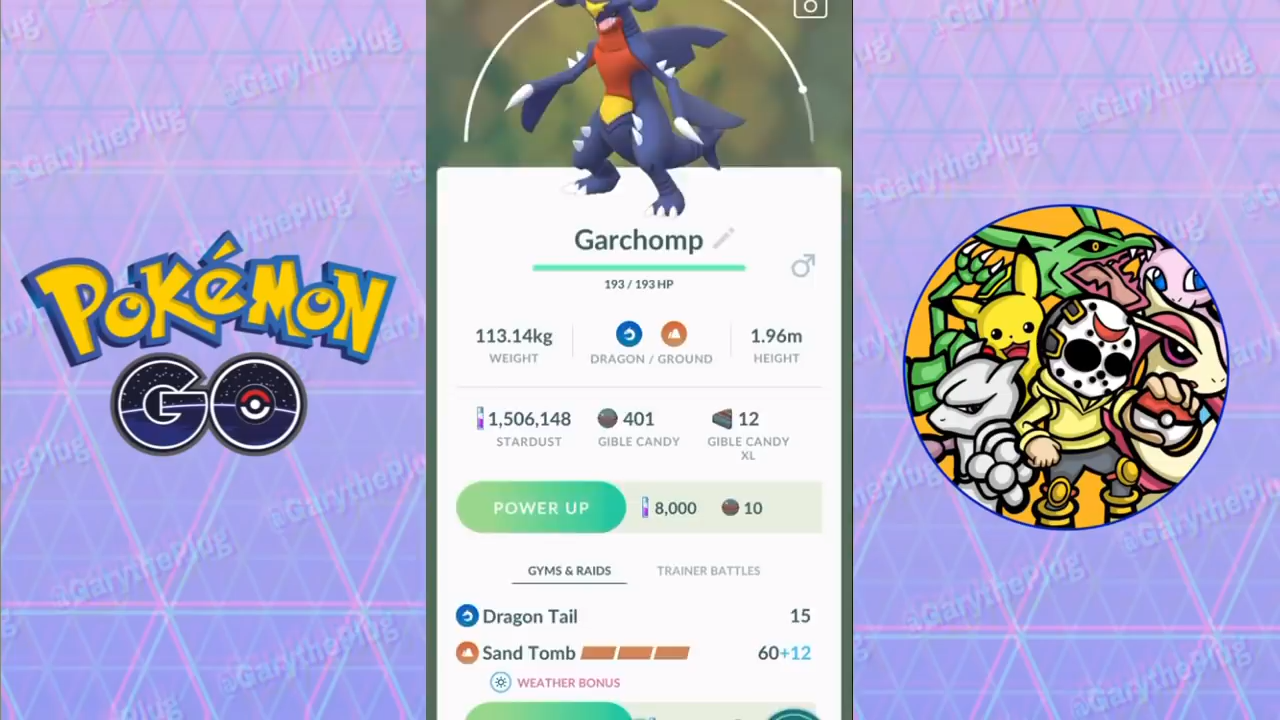 @GarythePlug
POKéMON
GO
Garchomp
193 / 193 HP
113.14kg
WEIGHT
DRAGON / GROUND
1.96m
HEIGHT
1,506,148
STARDUST
401
GIBLE CANDY
12
GIBLE CANDY
XL
POWER UP
8,000
10
GYMS & RAIDS
TRAINER BATTLES
Dragon Tail
15
Sand Tomb
60+12
WEATHER BONUS